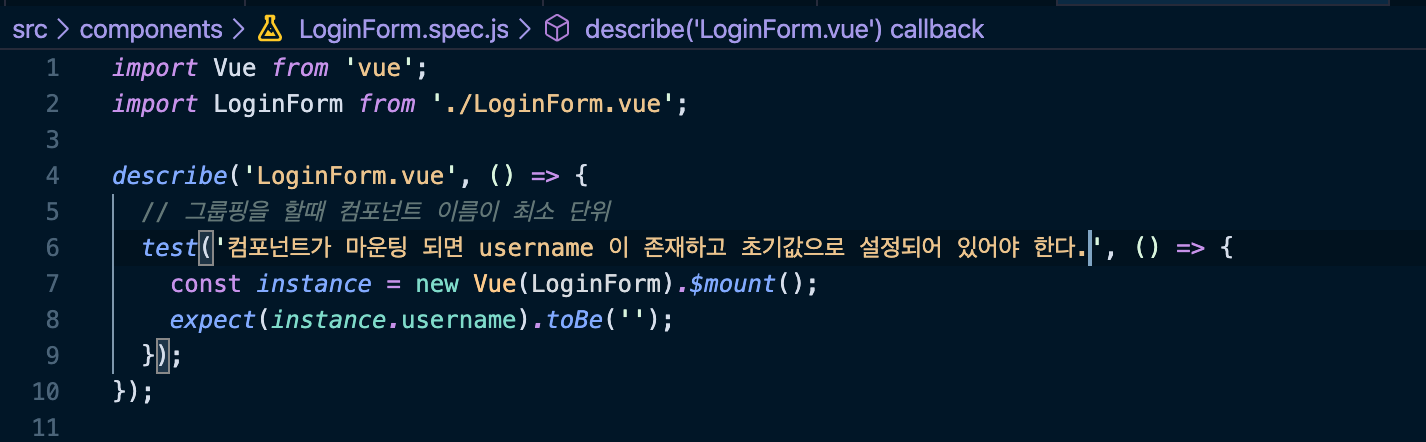 src > components > LoginForm.spec.js > describe('LoginForm.vue') callback
1 import Vue from 'vue';
2 import LoginForm from './LoginForm.vue';
3
4 describe('LoginForm.vue', () => {
5 // 그룹핑을 할때 컴포넌트 이름이 최소 단위
6 test('컴포넌트가 마운팅 되면 username 이 존재하고 초기값으로 설정되어 있어야 한다.', () => {
7 const instance = new Vue(LoginForm).$mount();
8 expect(instance.username).toBe('');
9 });
10 });
11